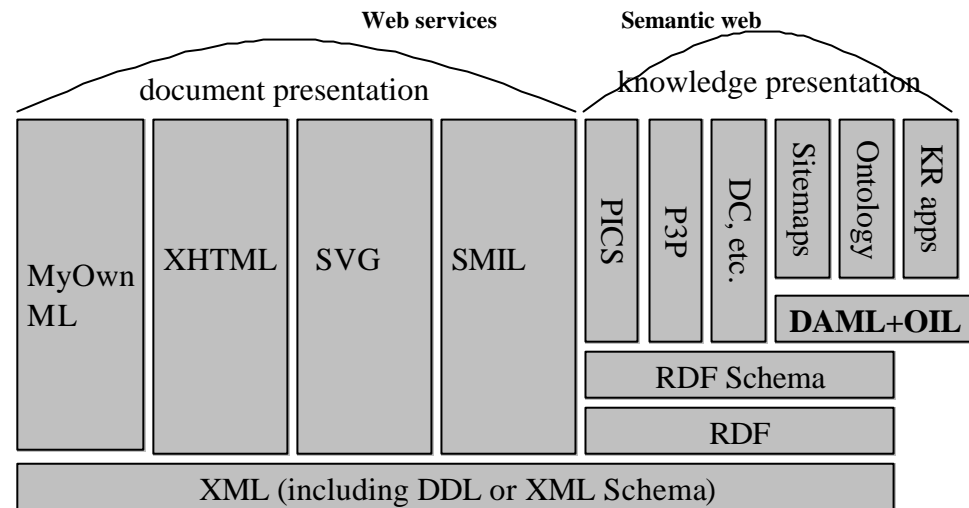 Web services
Semantic web
document presentation
knowledge presentation
MyOwn
ML
XHTML
SVG
SMIL
PICS
P3P
DC, etc.
Sitemaps
Ontology
KR apps
DAML+OIL
RDF Schema
RDF
XML (including DDL or XML Schema)